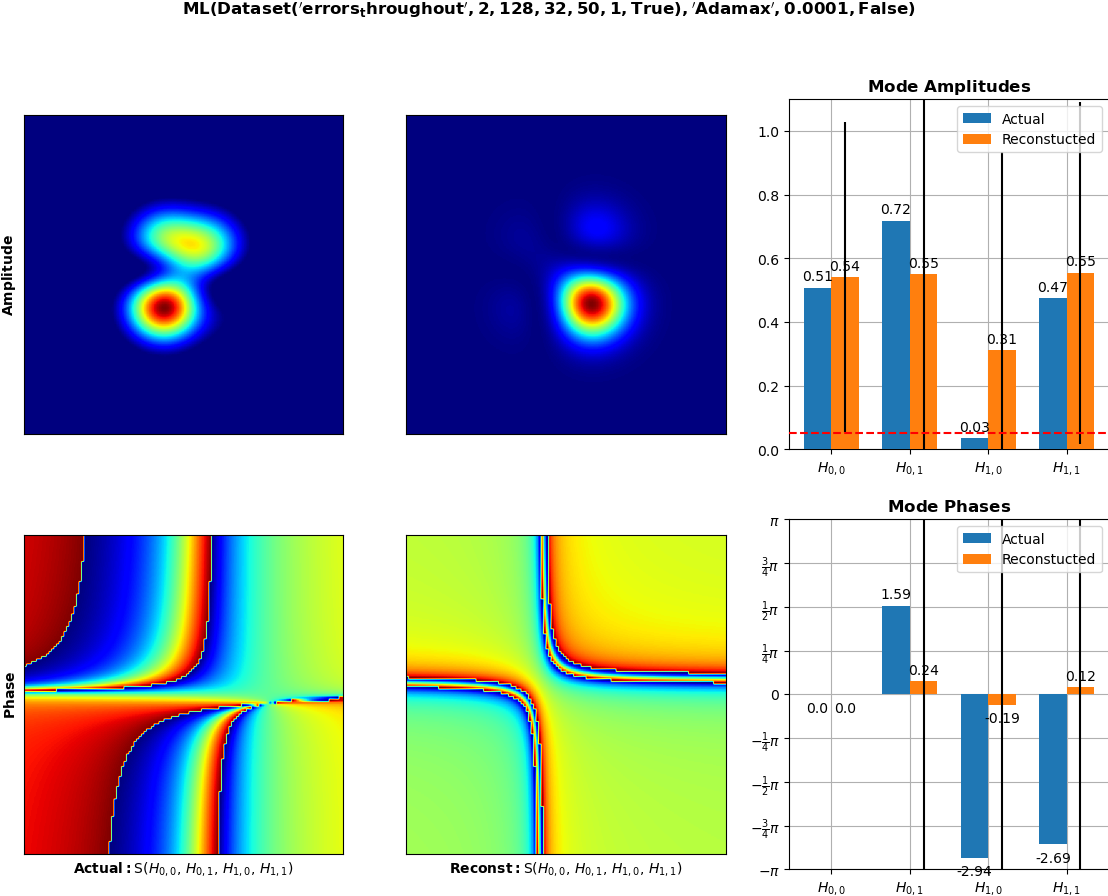 ML(Dataset('errors_throughout', 2, 128, 32, 50, 1, True), 'Adamax', 0.0001, False)
Amplitude
Mode Amplitudes
Actual
Reconstucted
1.0
0.8
0.6
0.4
0.2
0.0
0.51
0.54
0.72
0.55
0.03
0.31
0.47
0.55
H0,0
H0,1
H1,0
H1,1
Phase
Actual: S(H0,0, H0,1, H1,0, H1,1)
Reconst: S(H0,0, H0,1, H1,0, H1,1)
Mode Phases
Actual
Reconstucted
π
3/4π
1/2π
1/4π
0
−1/4π
−1/2π
−3/4π
−π
0.0
0.0
1.59
0.24
-2.94
-0.19
-2.69
0.12
H0,0
H0,1
H1,0
H1,1